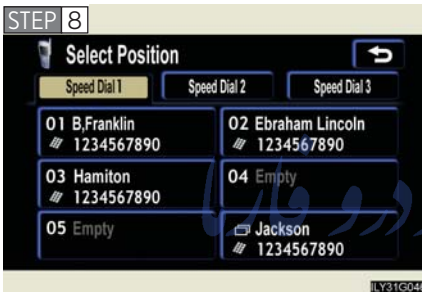 STEP 8
Select Position
Speed Dial 1 Speed Dial 2 Speed Dial 3
01 B,Franklin
1234567890
02 Ebraham Lincoln
1234567890
03 Hamiton
1234567890
04 Empty
05 Empty
Jackson
1234567890
ILY31G046